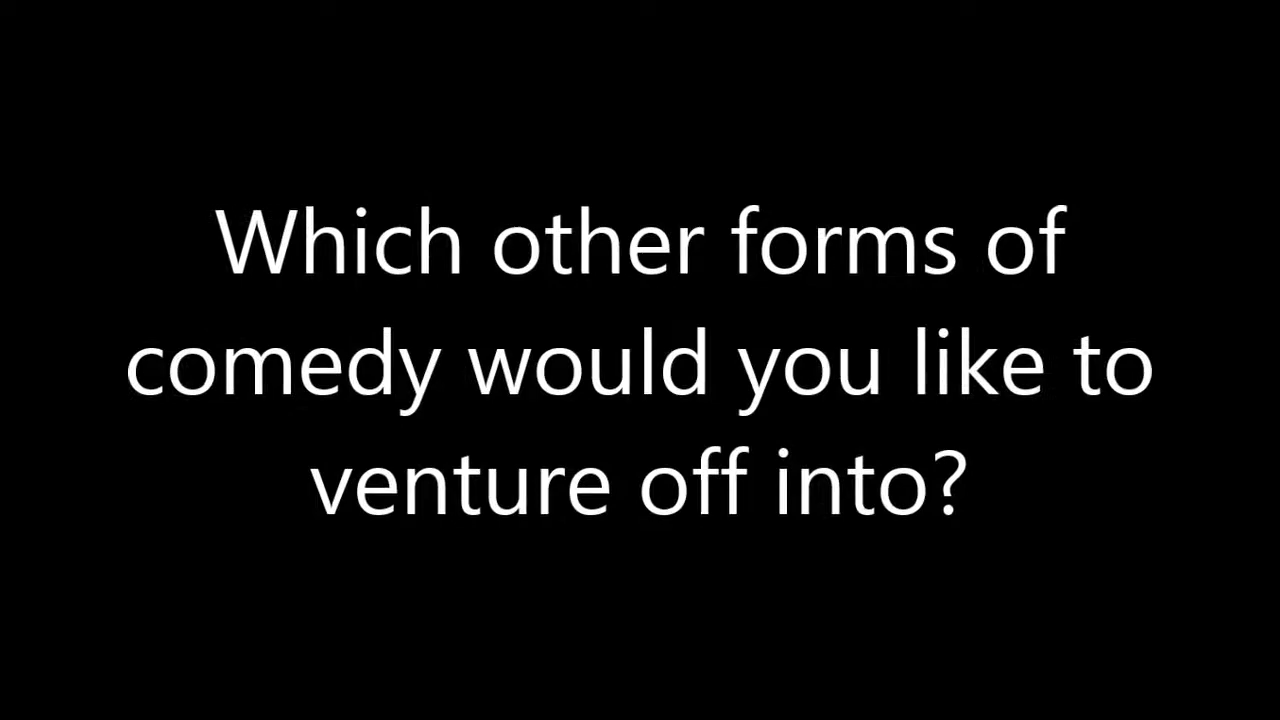 Which other forms of
comedy would you like to
venture off into?